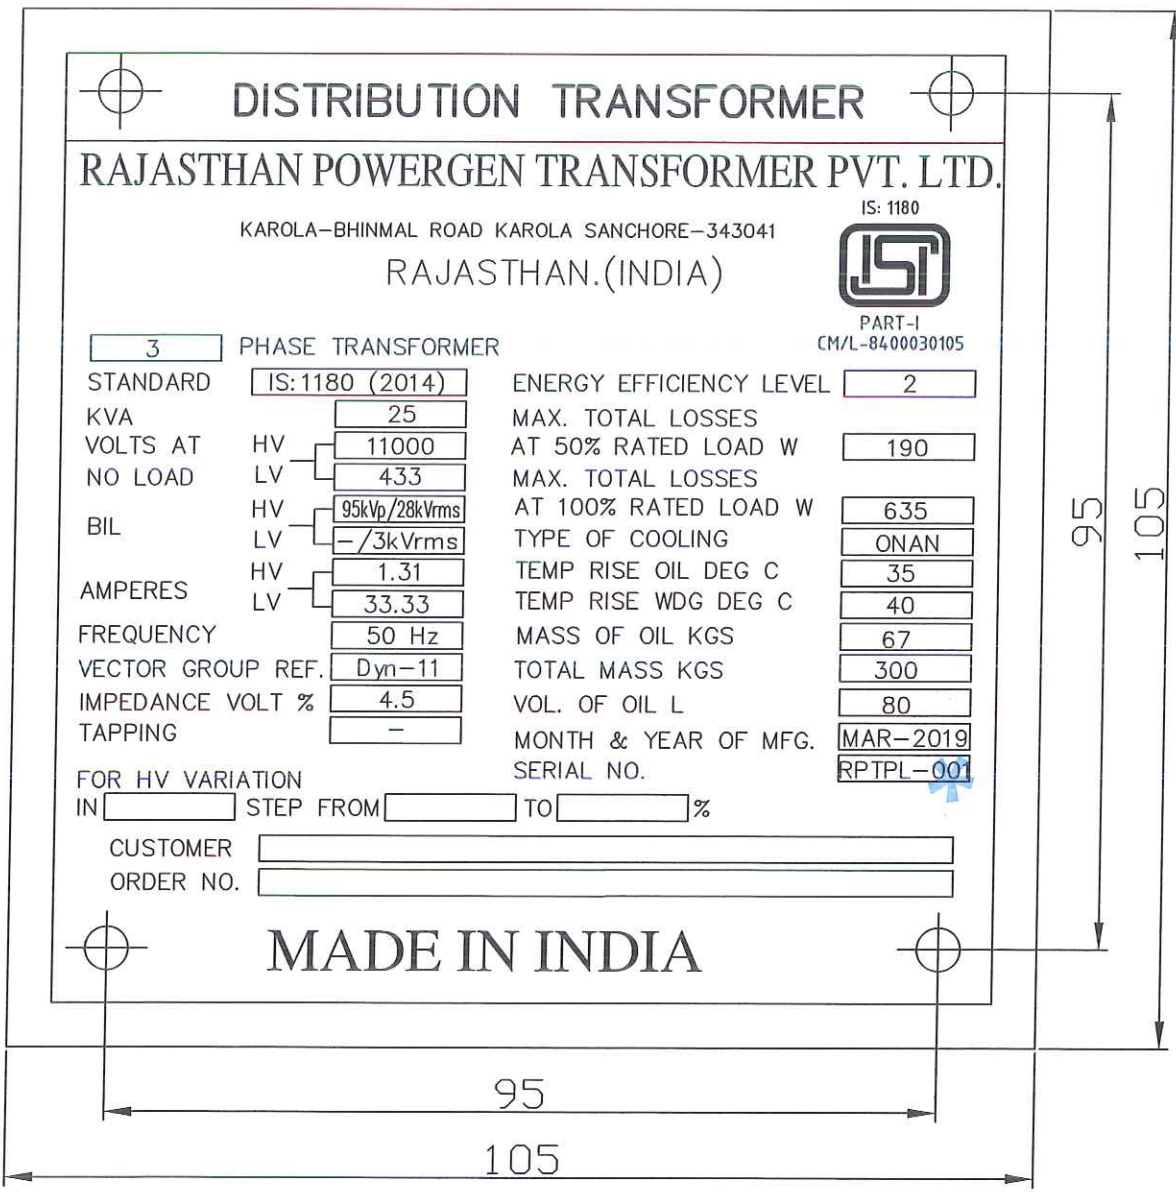 DISTRIBUTION TRANSFORMER
RAJASTHAN POWERGEN TRANSFORMER PVT. LTD.
IS: 1180
KAROLA-BHINMAL ROAD KAROLA SANCHORE-343041
RAJASTHAN.(INDIA)
ISI
PART-I
CM/L-8400030105
3 PHASE TRANSFORMER
STANDARD IS:1180 (2014)
KVA 25
VOLTS AT NO LOAD
HV 11000
LV 433
BIL
HV 95kVp/28kVrms
LV -/3kVrms
AMPERES
HV 1.31
LV 33.33
FREQUENCY 50 Hz
VECTOR GROUP REF. Dyn-11
IMPEDANCE VOLT % 4.5
TAPPING -
ENERGY EFFICIENCY LEVEL 2
MAX. TOTAL LOSSES
AT 50% RATED LOAD W 190
MAX. TOTAL LOSSES
AT 100% RATED LOAD W 635
TYPE OF COOLING ONAN
TEMP RISE OIL DEG C 35
TEMP RISE WDG DEG C 40
MASS OF OIL KGS 67
TOTAL MASS KGS 300
VOL. OF OIL L 80
MONTH & YEAR OF MFG. MAR-2019
SERIAL NO. RPTPL-001
FOR HV VARIATION
IN STEP FROM TO %
CUSTOMER
ORDER NO.
MADE IN INDIA
95
105
95
105